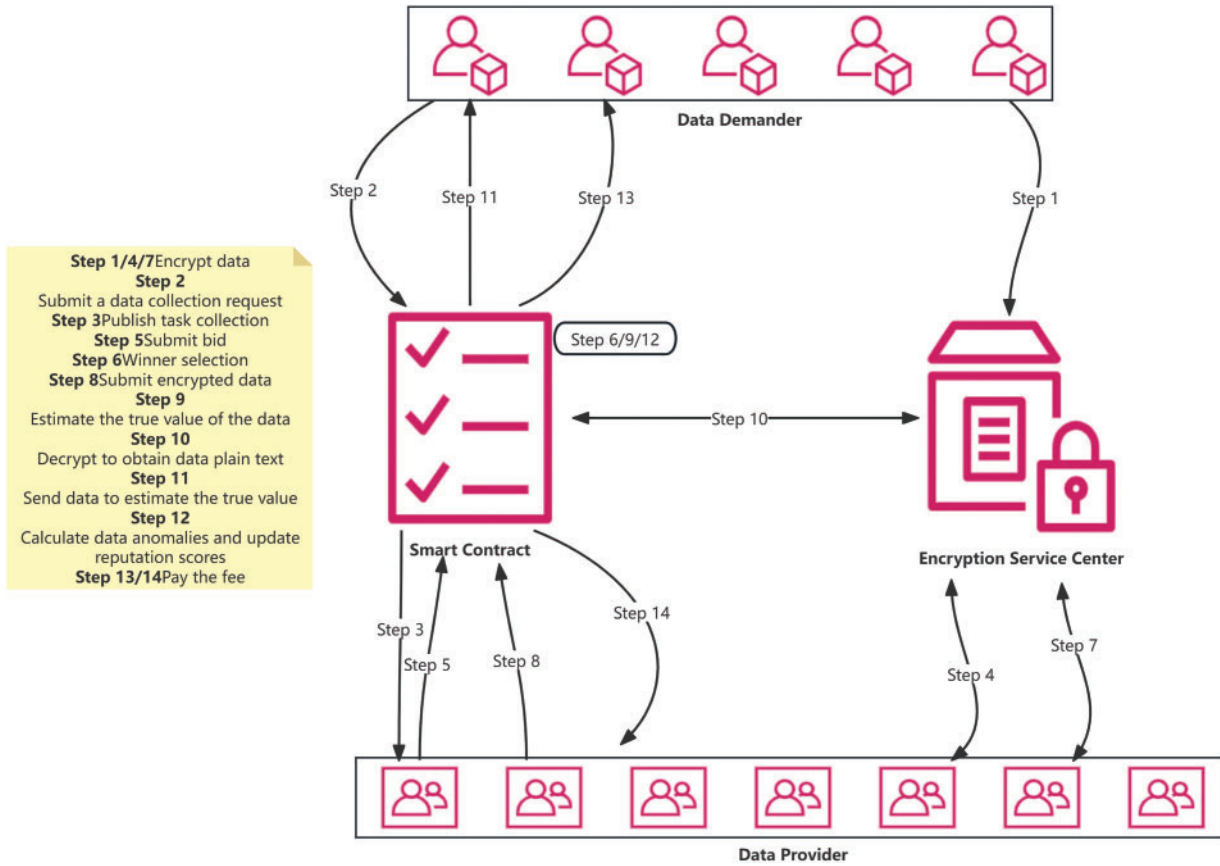 Data Demander
Step 2
Step 11
Step 13
Step 1
Step 1/4/7Encrypt data
Step 2
Submit a data collection request
Step 3Publish task collection
Step 5Submit bid
Step 6Winner selection
Step 8Submit encrypted data
Step 9
Estimate the true value of the data
Step 10
Decrypt to obtain data plain text
Step 11
Send data to estimate the true value
Step 12
Calculate data anomalies and update
reputation scores
Step 13/14Pay the fee
Step 6/9/12
Step 10
Smart Contract
Encryption Service Center
Step 3
Step 5
Step 8
Step 14
Step 4
Step 7
Data Provider